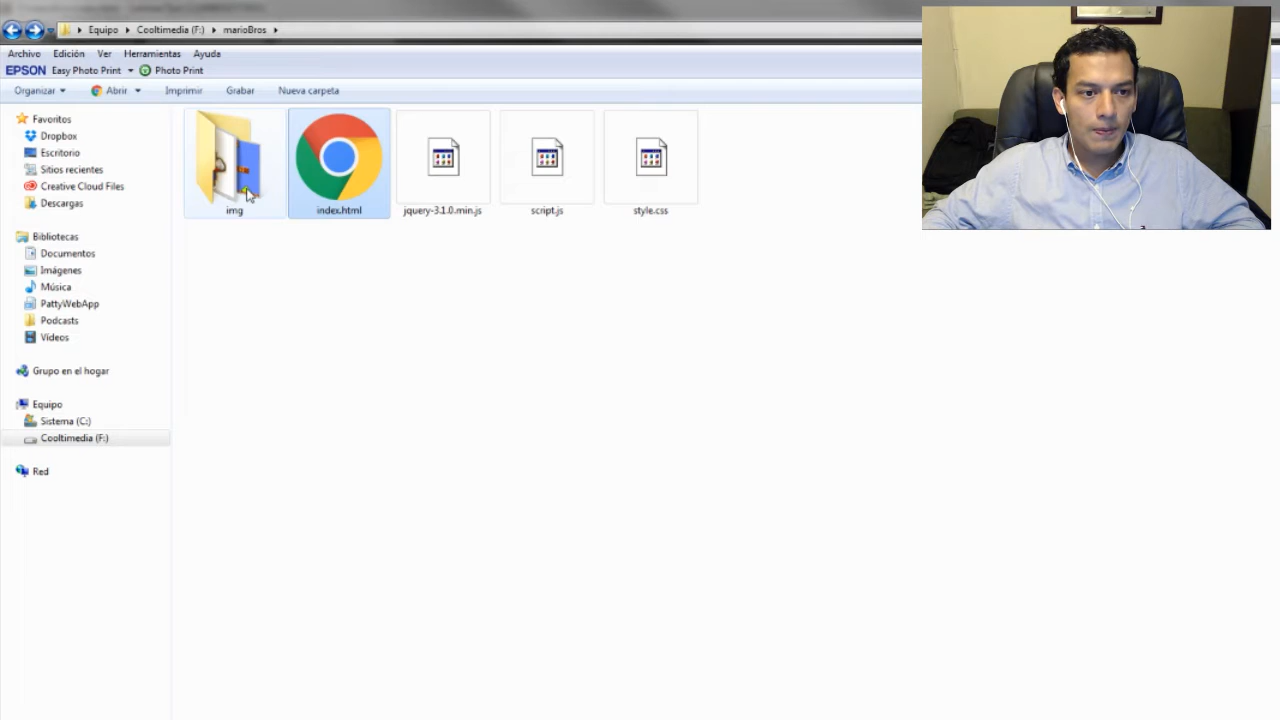 Equipo Cooltimedia (F:) marioBros
Archivo Edición Ver Herramientas Ayuda
EPSON Easy Photo Print Photo Print
Organizar Abrir Imprimir Grabar Nueva carpeta
Favoritos
Dropbox
Escritorio
Sitios recientes
Creative Cloud Files
Descargas
Bibliotecas
Documentos
Imágenes
Música
PattyWebApp
Podcasts
Vídeos
Grupo en el hogar
Equipo
Sistema (C:)
Cooltimedia (F:)
Red
img index.html jquery-3.1.0.min.js script.js style.css